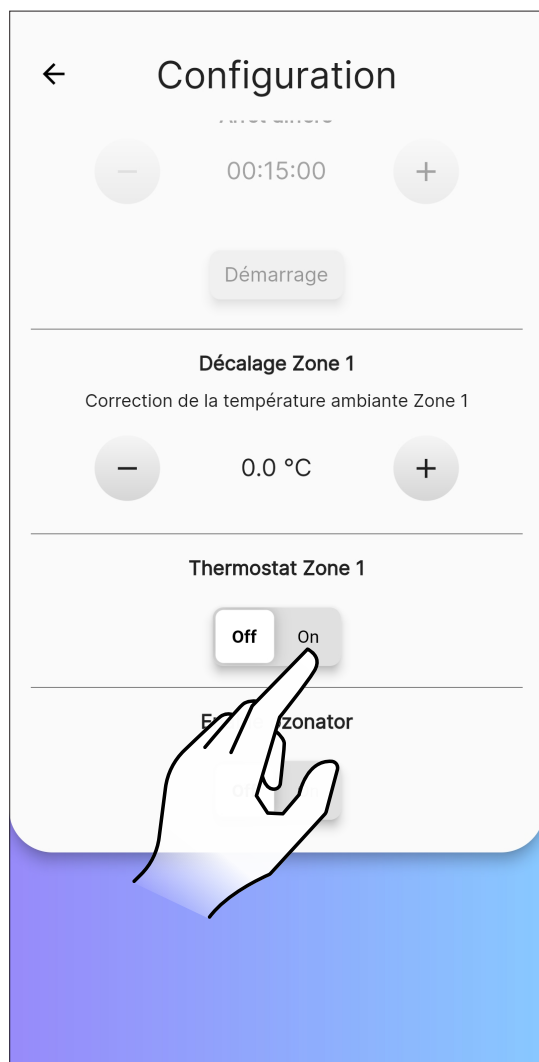 Configuration
00:15:00
Démarrage
Décalage Zone 1
Correction de la température ambiante Zone 1
0.0 °C
Thermostat Zone 1
Off On